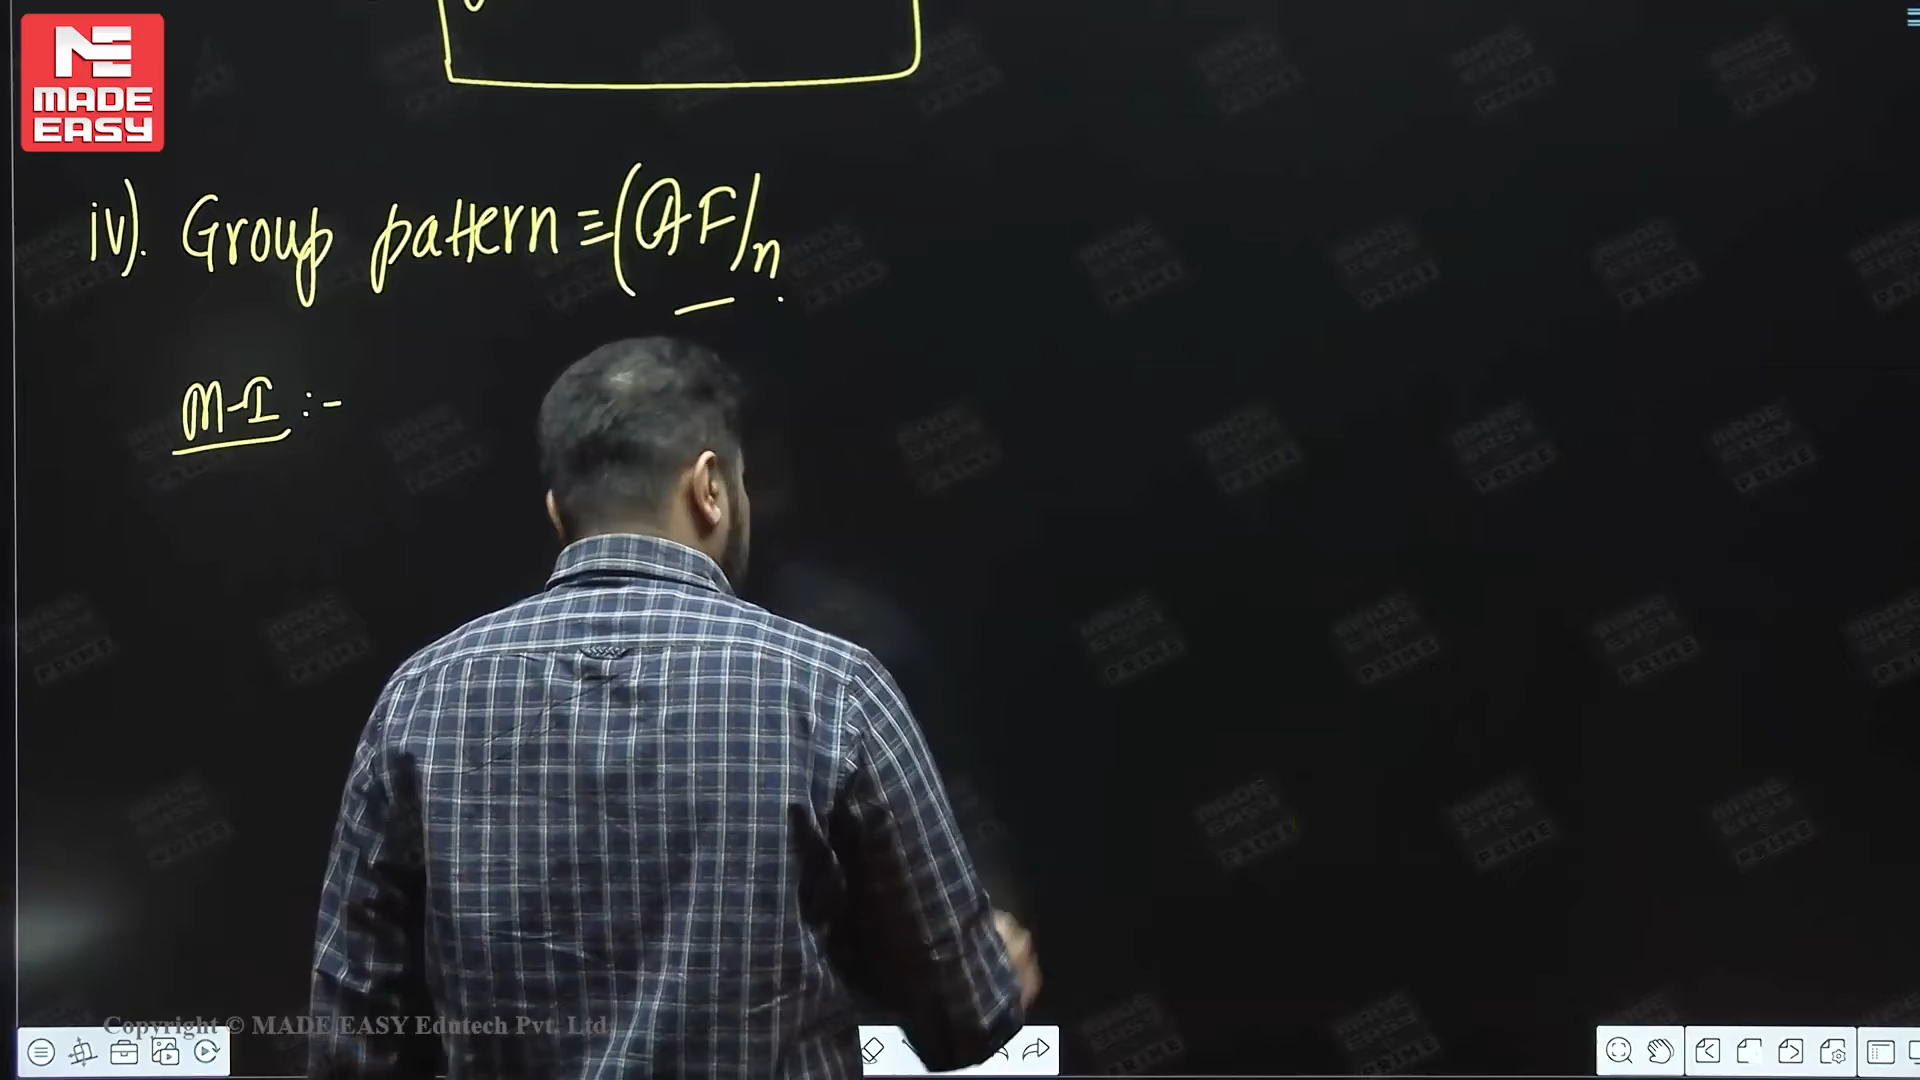 MADE
EASY
iv). Group pattern ≡ (AF)n
M-I :-
Copyright © MADE EASY Edutech Pvt. Ltd